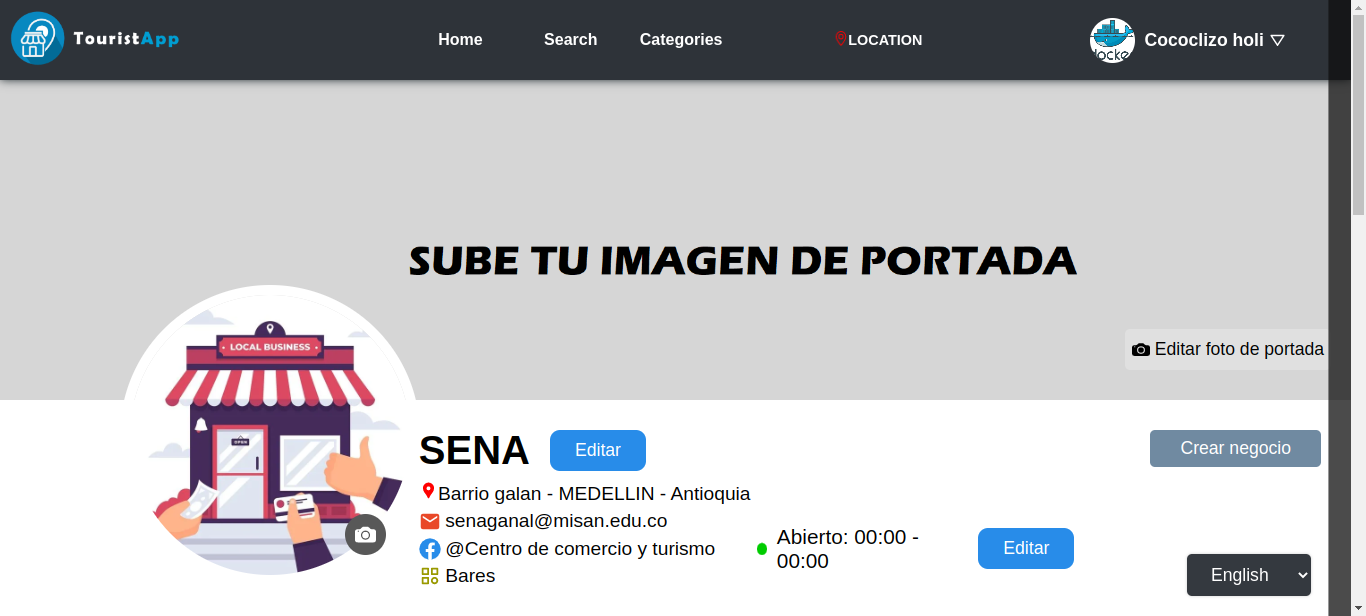 TouristApp
Home
Search
Categories
LOCATION
Cococlizo holi
SUBE TU IMAGEN DE PORTADA
LOCAL BUSINESS
OPEN
Editar foto de portada
SENA
Editar
Crear negocio
Barrio galan - MEDELLIN - Antioquia
senaganal@misan.edu.co
@Centro de comercio y turismo
Bares
Abierto: 00:00 -
00:00
Editar
English